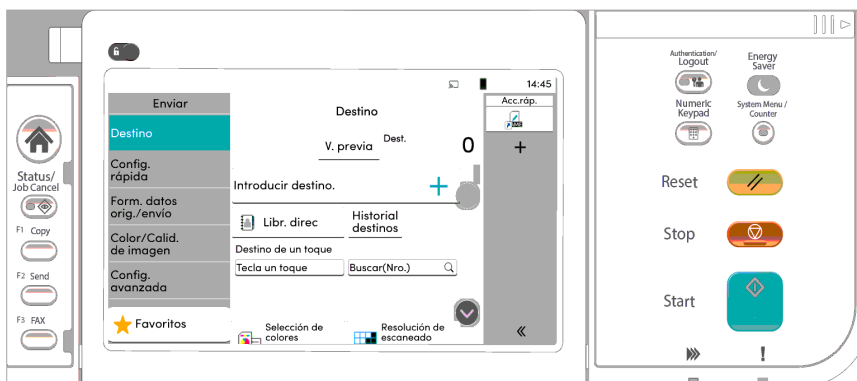 Authentication/
Logout
Energy
Saver
14:45
Enviar
Destino
Acc.ráp.
Numeric
Keypad
System Menu /
Counter
Destino
V. previa
Dest.
0
+
Config.
rápida
Introducir destino.
+
Status/
Job Cancel
Reset
Form. datos
orig./envío
Libr. direc
Historial
destinos
F1 Copy
Stop
Color/Calid.
de imagen
Destino de un toque
Tecla un toque
Buscar(Nro.)
F2 Send
Config.
avanzada
Start
F3 FAX
Favoritos
Selección de
colores
Resolución de
escaneado
«
!